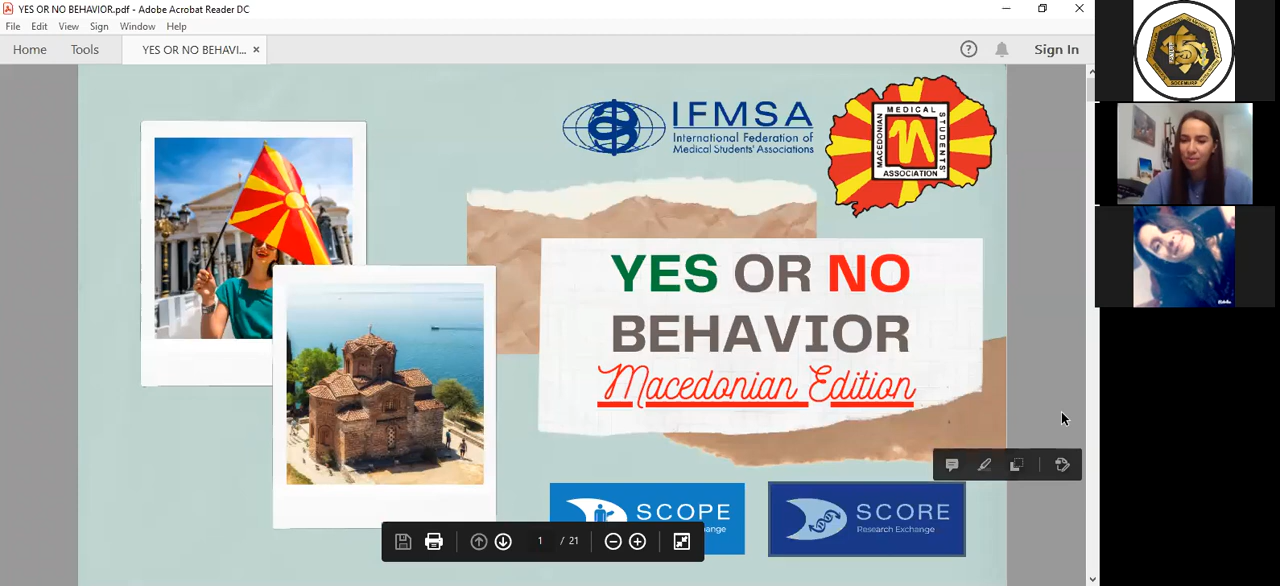 YES OR NO BEHAVIOR.pdf - Adobe Acrobat Reader DC
File Edit View Sign Window Help
Home Tools YES OR NO BEHAVI... × Sign In
IFMSA
International Federation of
Medical Students' Associations
MEDICAL
MACEDONIAN
STUDENTS'
ASSOCIATION
YES OR NO
BEHAVIOR
Macedonian Edition
SCOPE
change
SCORE
Research Exchange
1 / 21